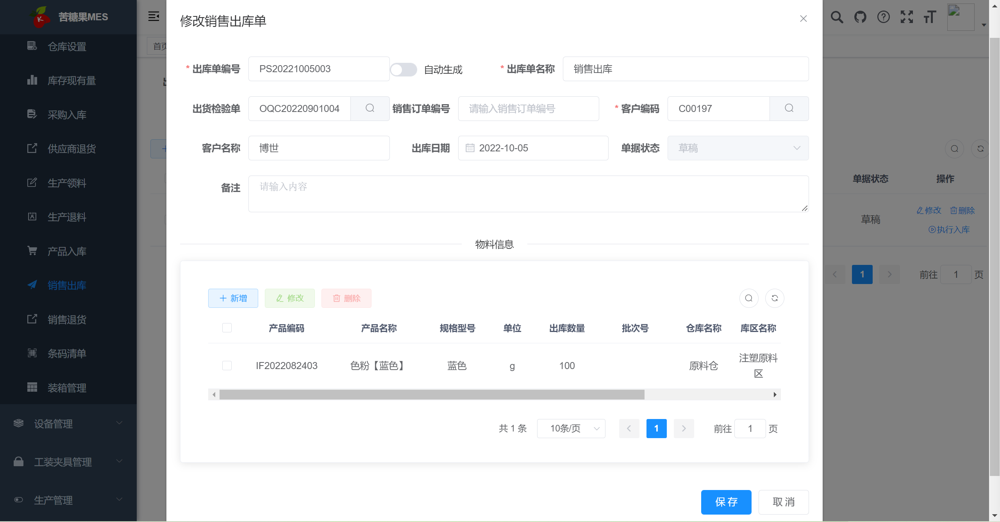 苦糖果MES
仓库设置
库存现有量
采购入库
供应商退货
生产领料
生产退料
产品入库
销售出库
销售退货
条码清单
装箱管理
设备管理
工装夹具管理
生产管理
首页
修改销售出库单
* 出库单编号 PS20221005003 自动生成 * 出库单名称 销售出库
出货检验单 OQC20220901004 销售订单编号 请输入销售订单编号 * 客户编码 C00197
客户名称 博世 出库日期 2022-10-05 单据状态 草稿
备注 请输入内容
物料信息
新增 修改 删除
产品编码 产品名称 规格型号 单位 出库数量 批次号 仓库名称 库区名称
IF2022082403 色粉【蓝色】 蓝色 g 100 原料仓 注塑原料
区
共 1 条 10条/页 1 前往 1 页
保 存 取 消
单据状态 操作
草稿 修改 删除
执行入库
1 前往 1 页